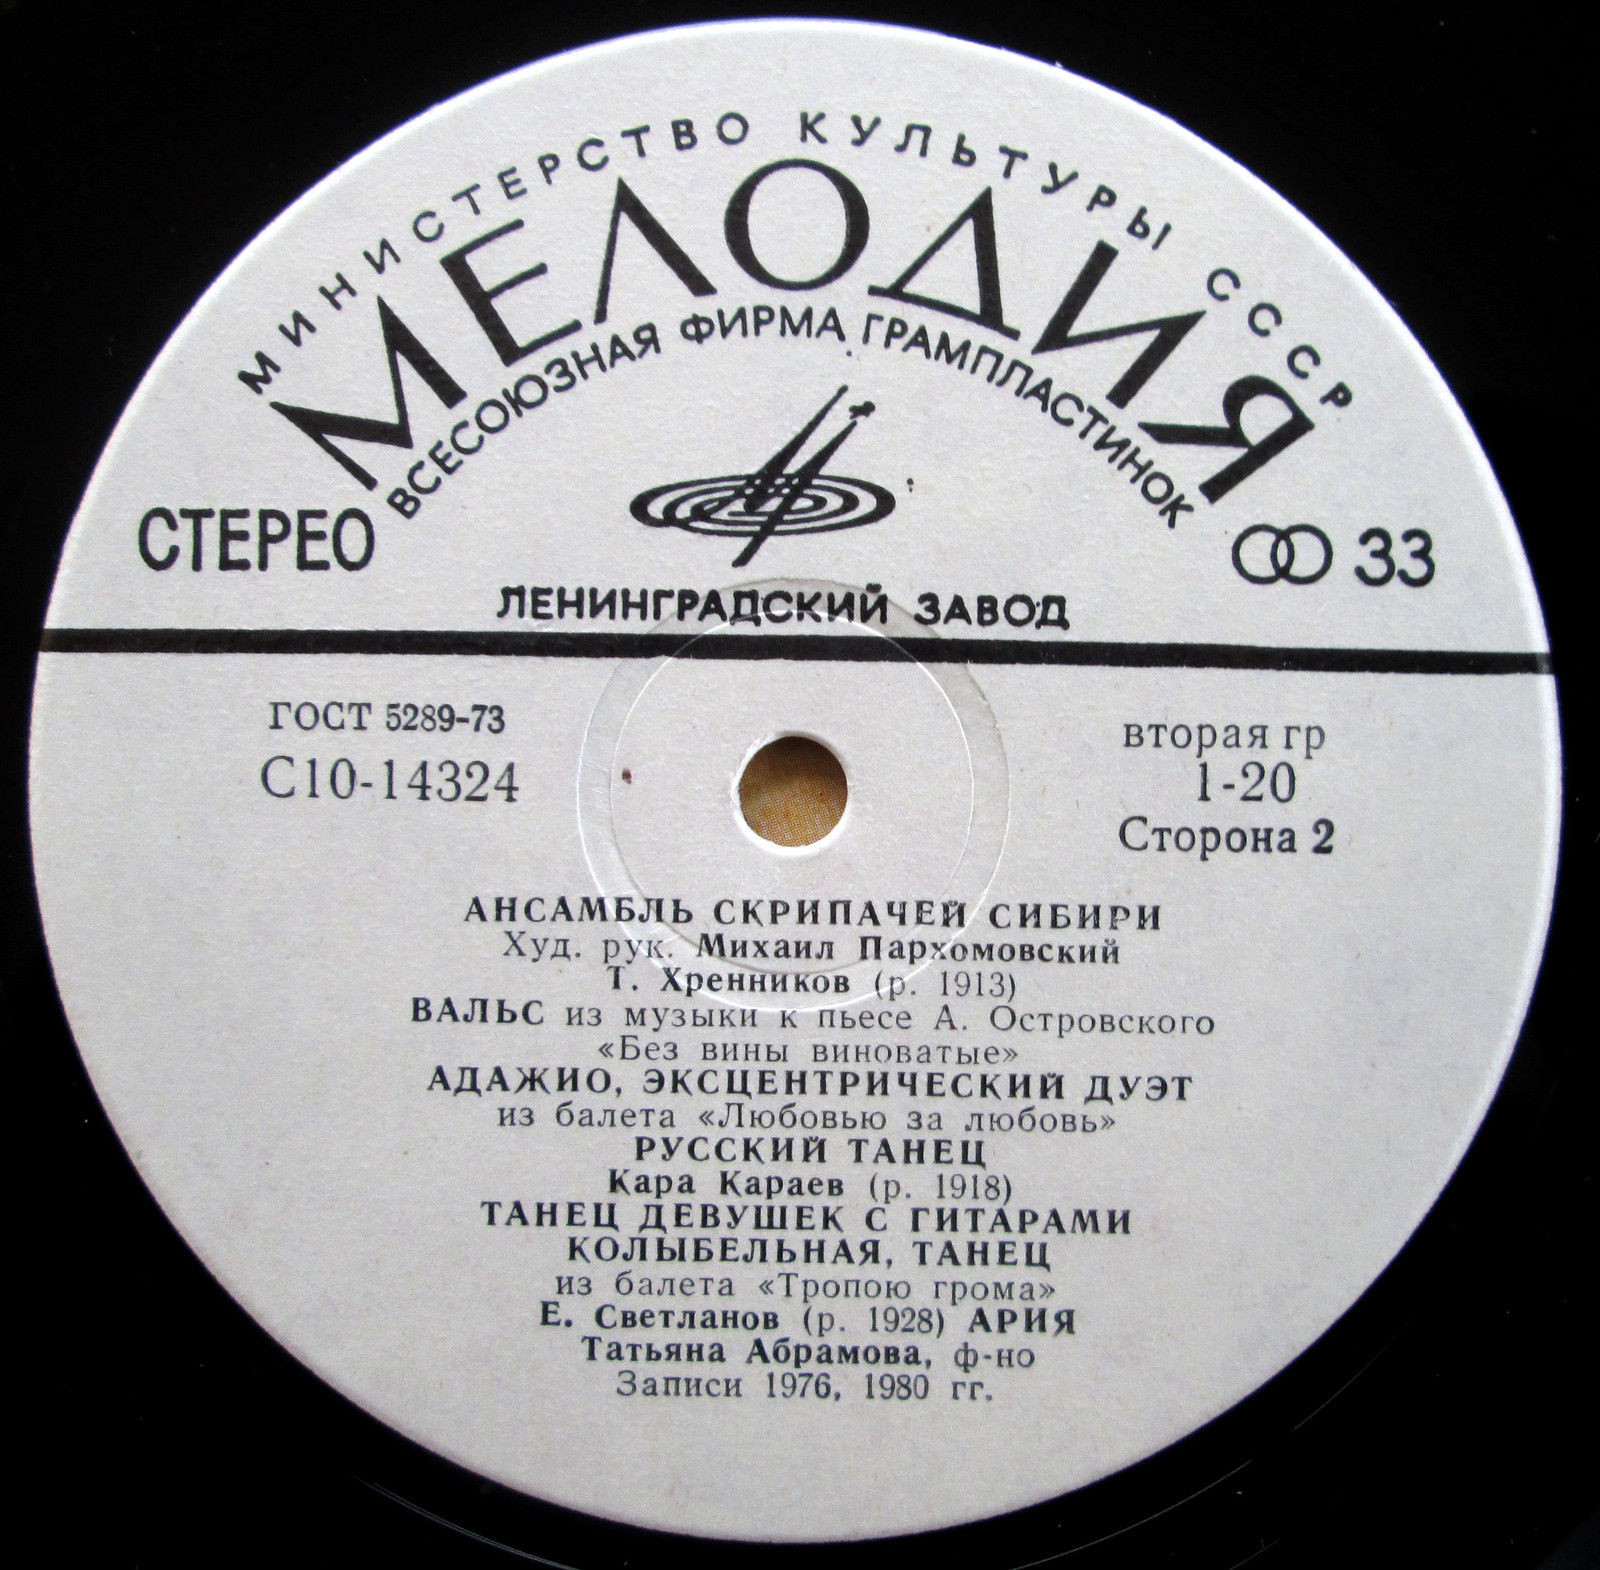 МИНИСТЕРСТВО КУЛЬТУРЫ СССР
МЕЛОДИЯ
ВСЕСОЮЗНАЯ ФИРМА ГРАМПЛАСТИНОК
СТЕРЕО
33
ЛЕНИНГРАДСКИЙ ЗАВОД
ГОСТ 5289-73
С10-14324
вторая гр
1-20
Сторона 2
АНСАМБЛЬ СКРИПАЧЕЙ СИБИРИ
Худ. рук. Михаил Пархомовский
Т. Хренников (р. 1913)
ВАЛЬС из музыки к пьесе А. Островского
«Без вины виноватые»
АДАЖИО, ЭКСЦЕНТРИЧЕСКИЙ ДУЭТ
из балета «Любовью за любовь»
РУССКИЙ ТАНЕЦ
Кара Караев (р. 1918)
ТАНЕЦ ДЕВУШЕК С ГИТАРАМИ
КОЛЫБЕЛЬНАЯ, ТАНЕЦ
из балета «Тропою грома»
Е. Светланов (р. 1928) АРИЯ
Татьяна Абрамова, ф-но
Записи 1976, 1980 гг.